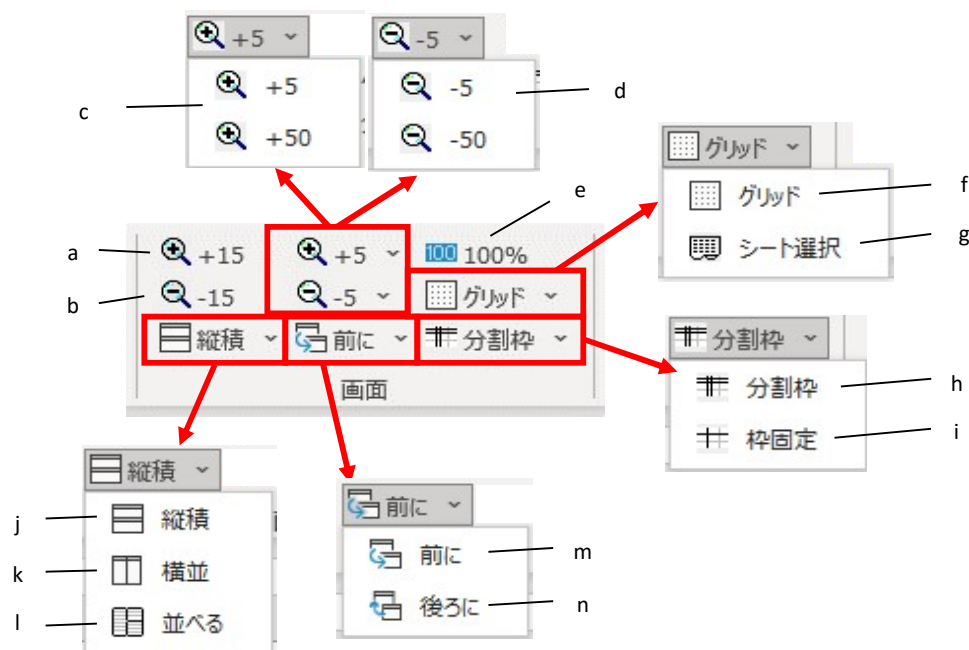 +5
-5
c
+5
+50
-5
-50
d
グリッド
グリッド
f
シート選択
g
e
a
+15
+5
100 100%
b
-15
-5
グリッド
縦積
前に
分割枠
画面
分割枠
分割枠
h
枠固定
i
縦積
j
縦積
k
横並
l
並べる
前に
前に
m
後ろに
n